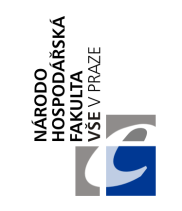 NÁRODO
HOSPODÁŘSKÁ
FAKULTA
VŠE V PRAZE